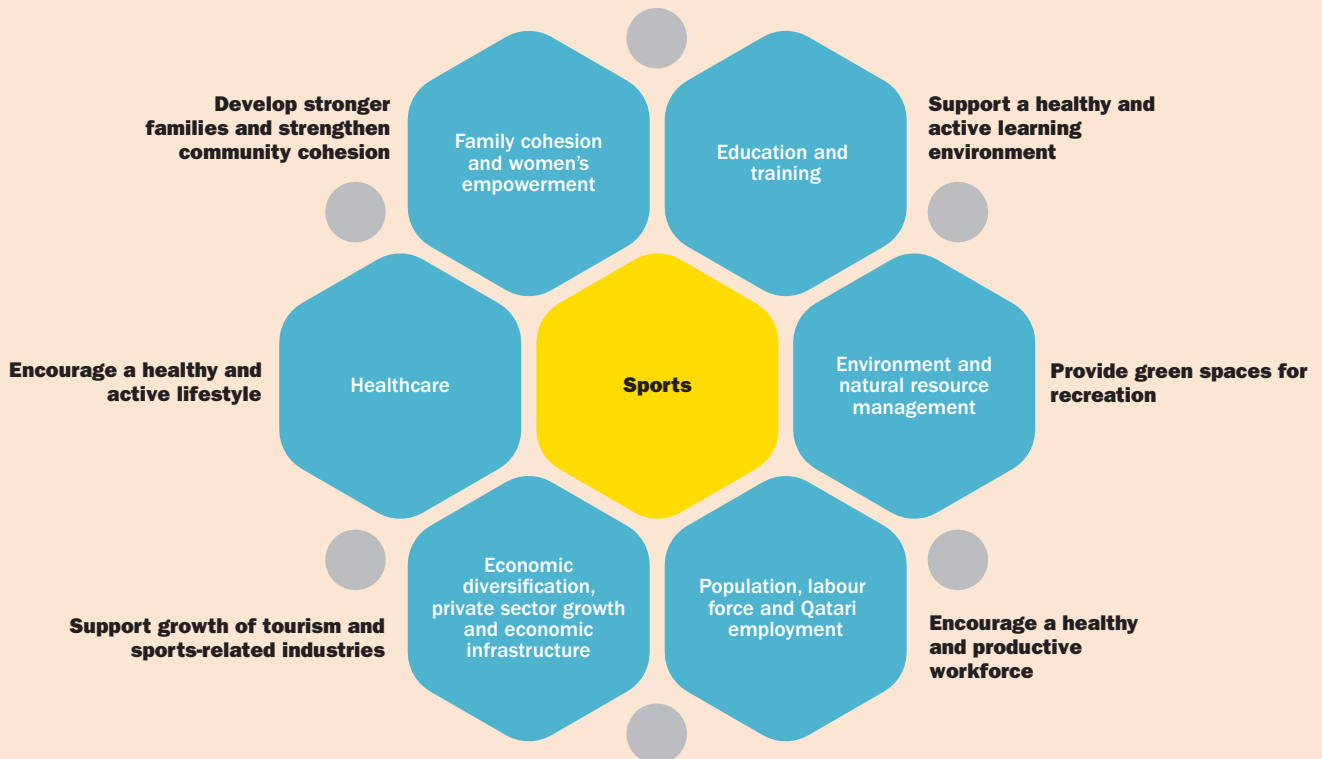 Develop stronger
families and strengthen
community cohesion
Family cohesion
and women's
empowerment
Education and
training
Support a healthy and
active learning
environment
Encourage a healthy and
active lifestyle
Healthcare
Sports
Environment and
natural resource
management
Provide green spaces for
recreation
Support growth of tourism and
sports-related industries
Economic
diversification,
private sector growth
and economic
infrastructure
Population, labour
force and Qatari
employment
Encourage a healthy
and productive
workforce